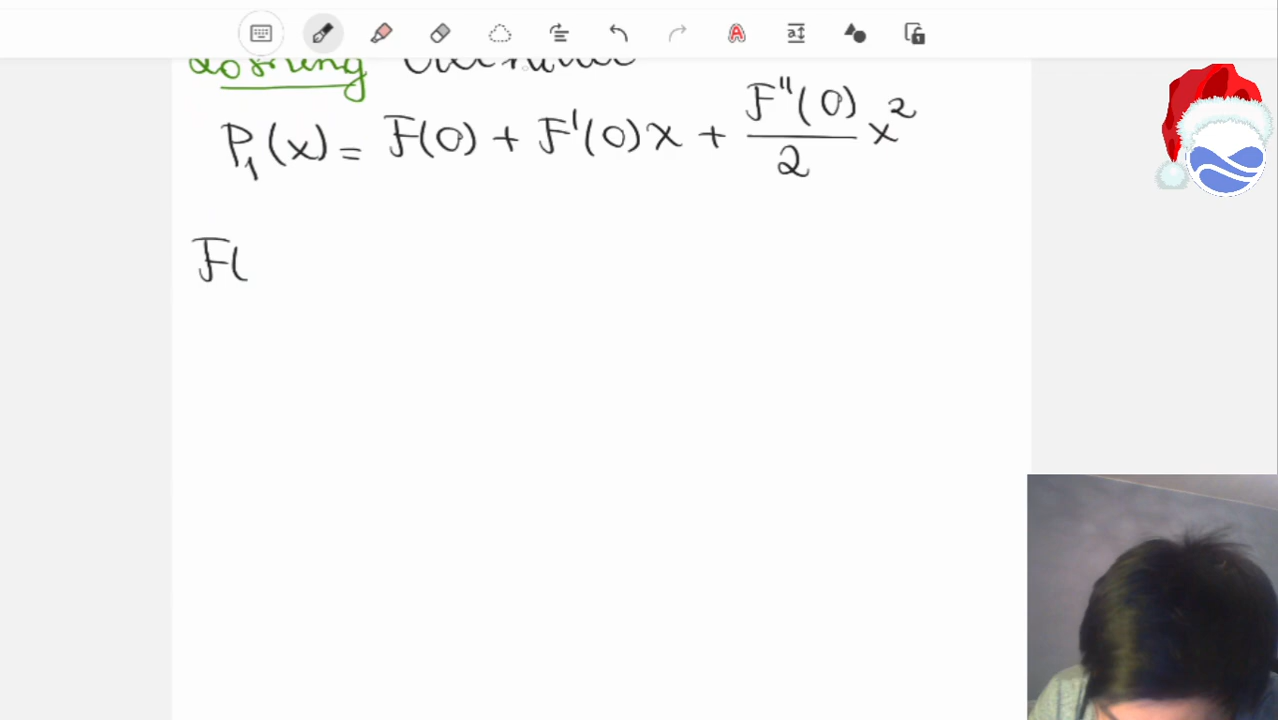 P₁(x) = F(0) + F'(0)x + F''(0)/2 x²
F(